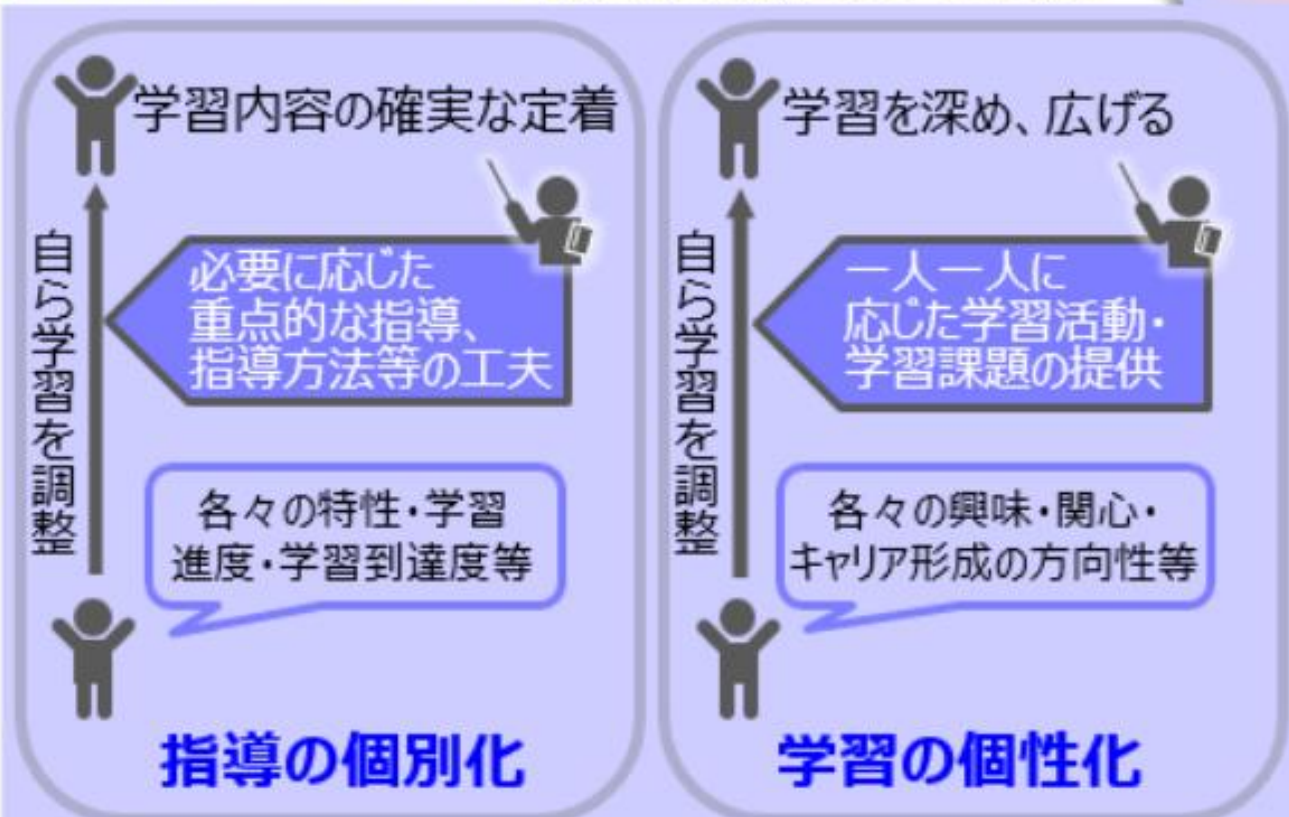 学習内容の確実な定着
自ら学習を調整
必要に応じた
重点的な指導、
指導方法等の工夫
各々の特性・学習
進度・学習到達度等
指導の個別化
学習を深め、広げる
自ら学習を調整
一人一人に
応じた学習活動・
学習課題の提供
各々の興味・関心・
キャリア形成の方向性等
学習の個性化